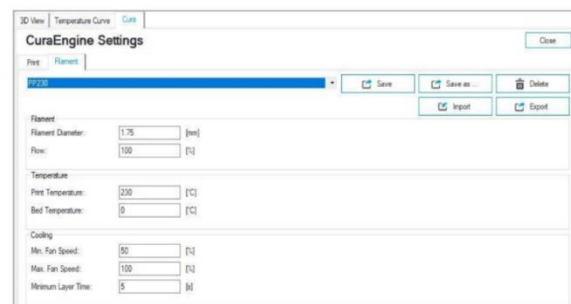 3D View Temperature Curve Cura
CuraEngine Settings Close
Print Filament
PP230 Save Save as ... Delete
Import Export
Filament
Filament Diameter: 1.75 [mm]
Flow: 100 [%]
Temperature
Print Temperature: 230 [°C]
Bed Temperature: 0 [°C]
Cooling
Min. Fan Speed: 50 [%]
Max. Fan Speed: 100 [%]
Minimum Layer Time: 5 [s]